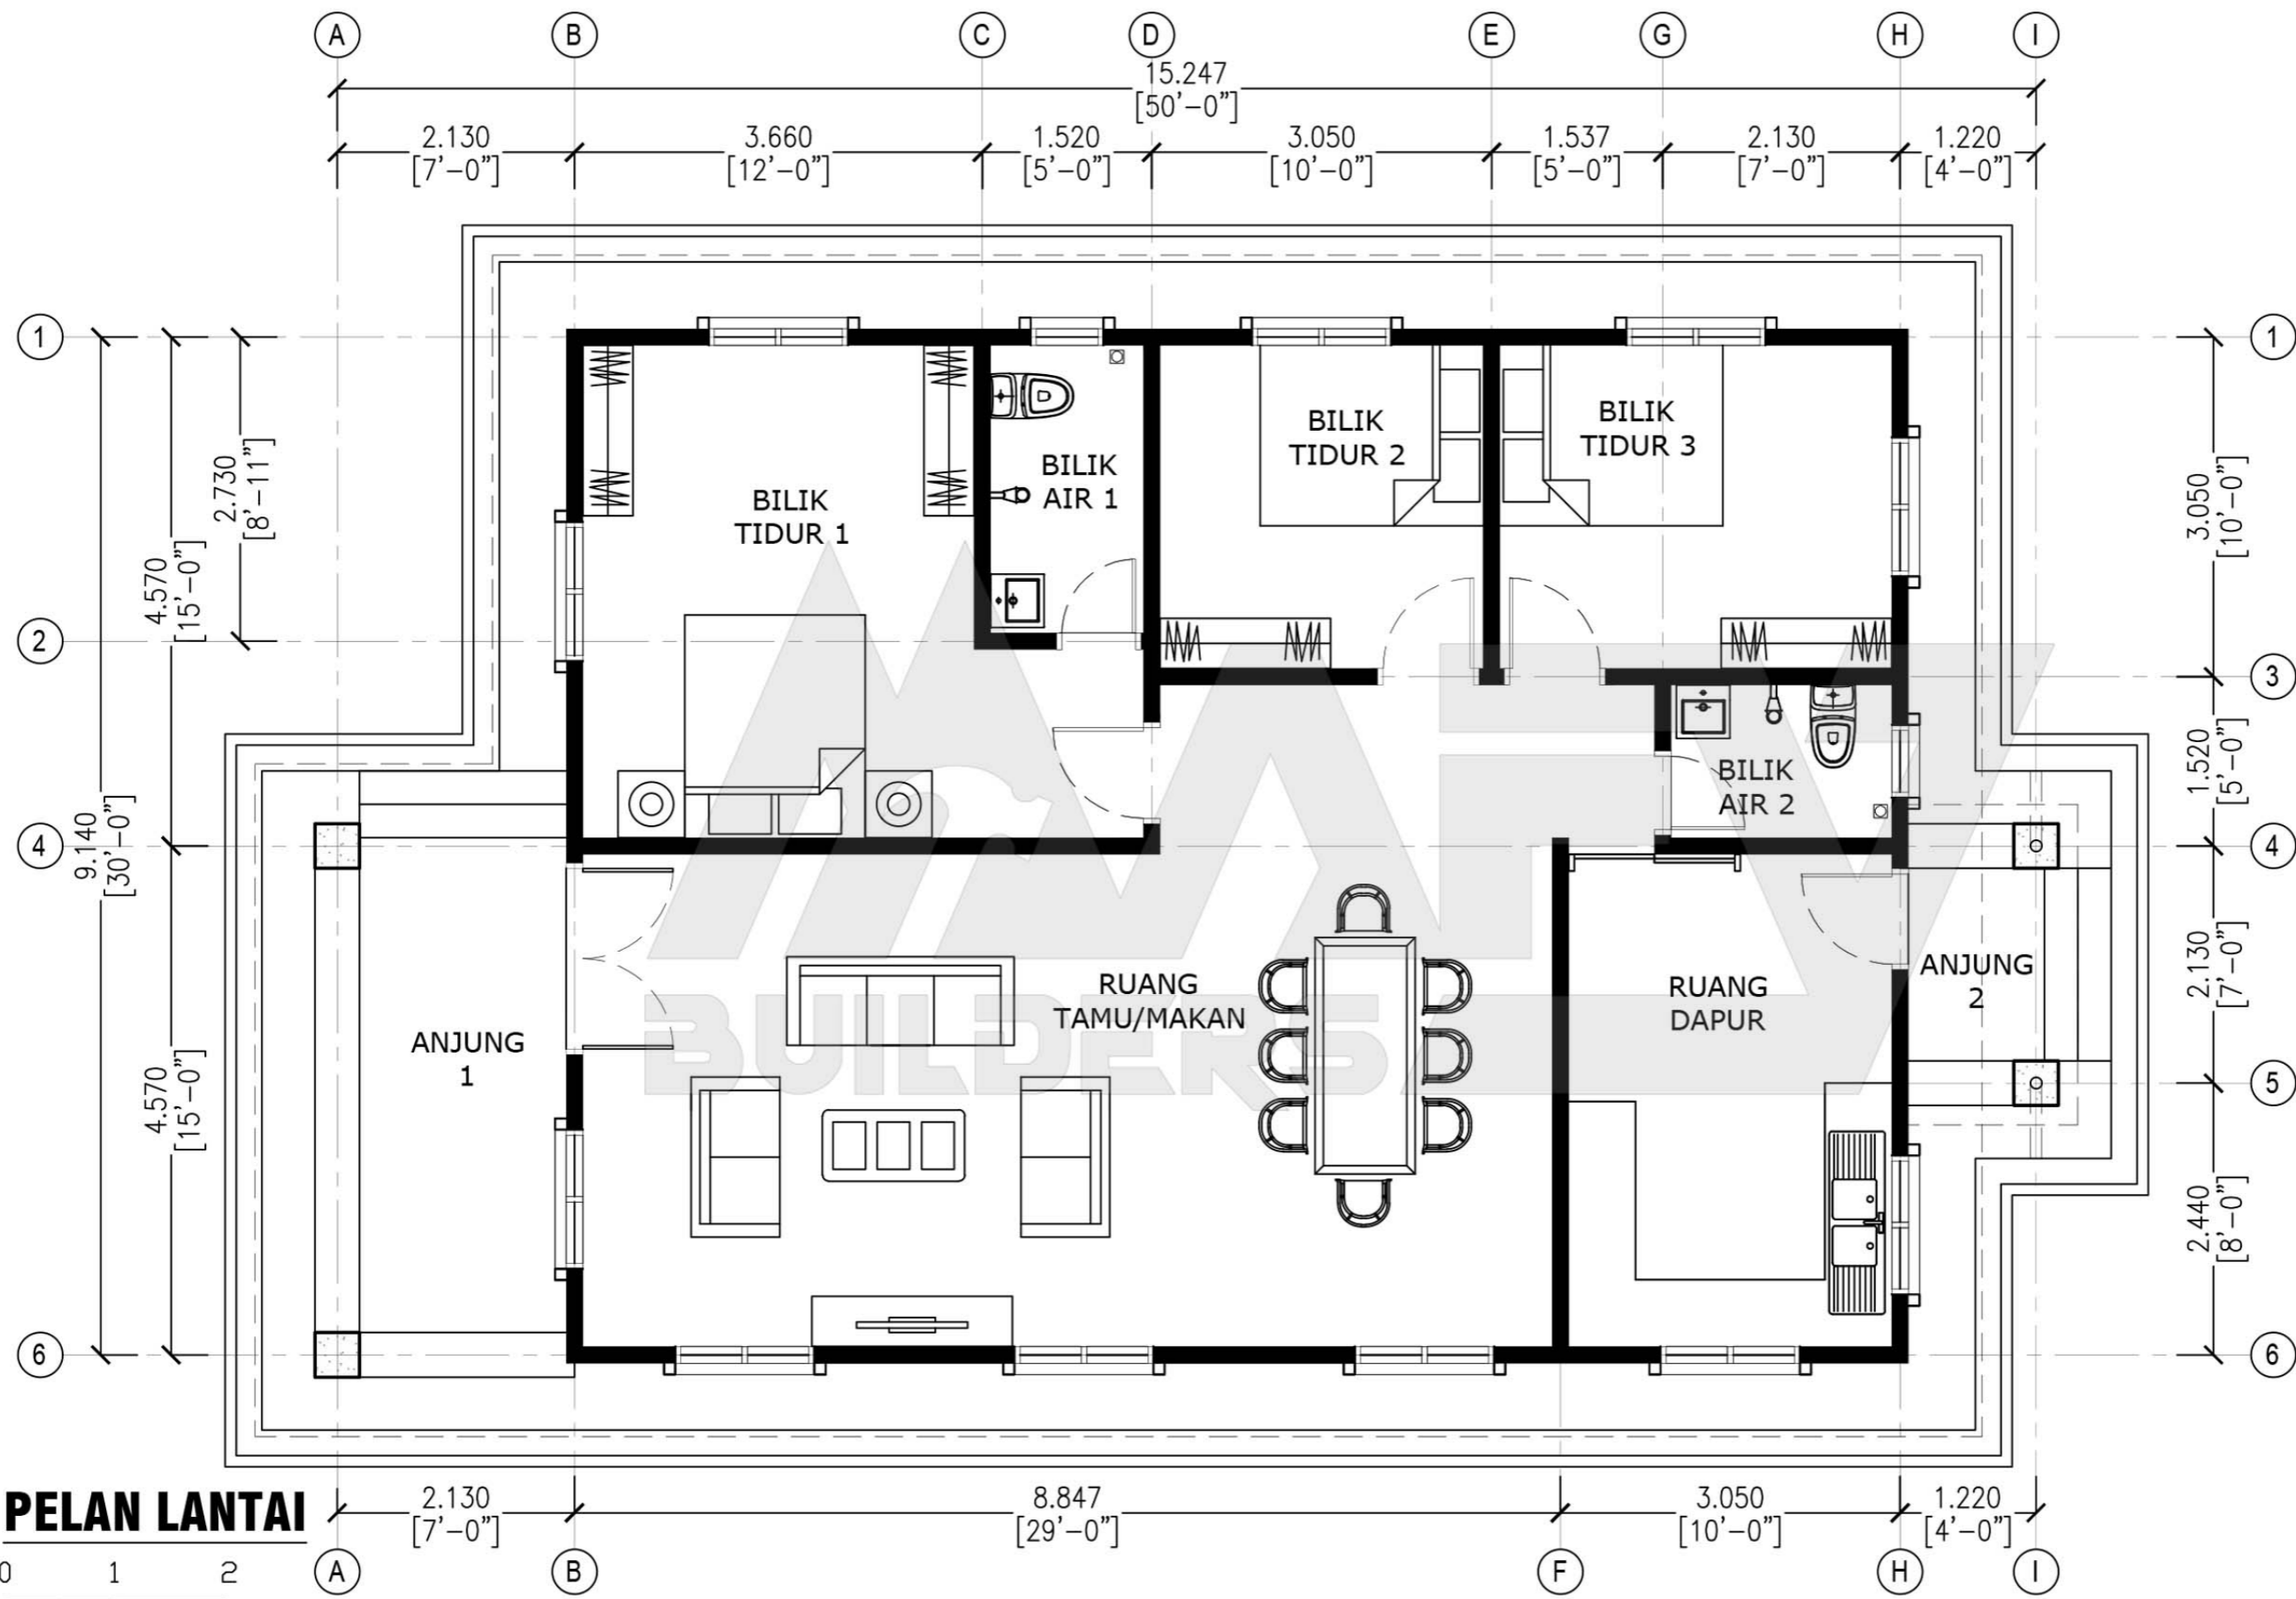 A B C D E G H I
15.247
[50'-0"]
2.130 3.660 1.520 3.050 1.537 2.130 1.220
[7'-0"] [12'-0"] [5'-0"] [10'-0"] [5'-0"] [7'-0"] [4'-0"]
1 1
2
3
4 4
5
6 6
9.140
[30'-0"]
4.570
[15'-0"]
2.730
[8'-11"]
4.570
[15'-0"]
BILIK
TIDUR 1
BILIK
AIR 1
BILIK
TIDUR 2
BILIK
TIDUR 3
BILIK
AIR 2
ANJUNG
1
RUANG
TAMU/MAKAN
RUANG
DAPUR
ANJUNG
2
BUILDERS
3.050
[10'-0"]
1.520
[5'-0"]
2.130
[7'-0"]
2.440
[8'-0"]
2.130 8.847 3.050 1.220
[7'-0"] [29'-0"] [10'-0"] [4'-0"]
A B F H I
PELAN LANTAI
0 1 2